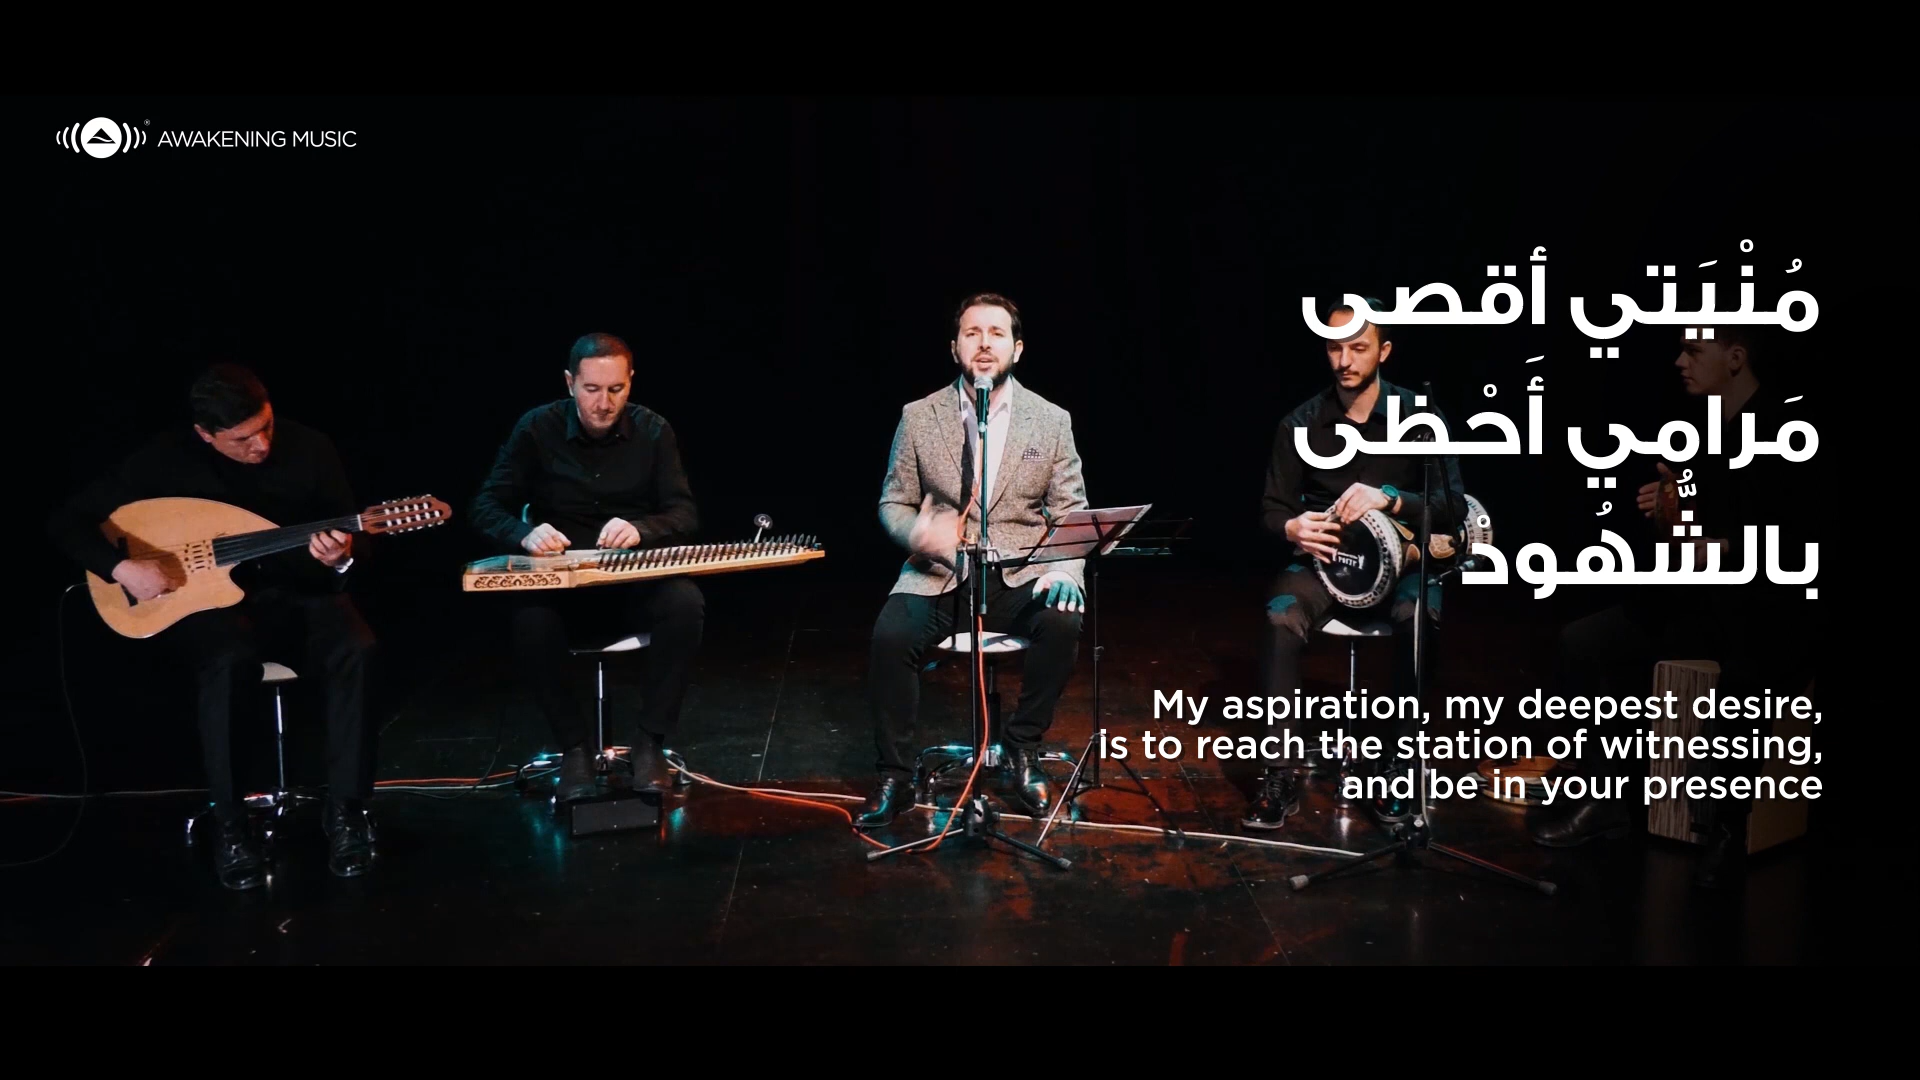 AWAKENING MUSIC
مُنْيَتي أقصى
مَرامي أَحْظى
بالشُّهُودْ
My aspiration, my deepest desire,
is to reach the station of witnessing,
and be in your presence